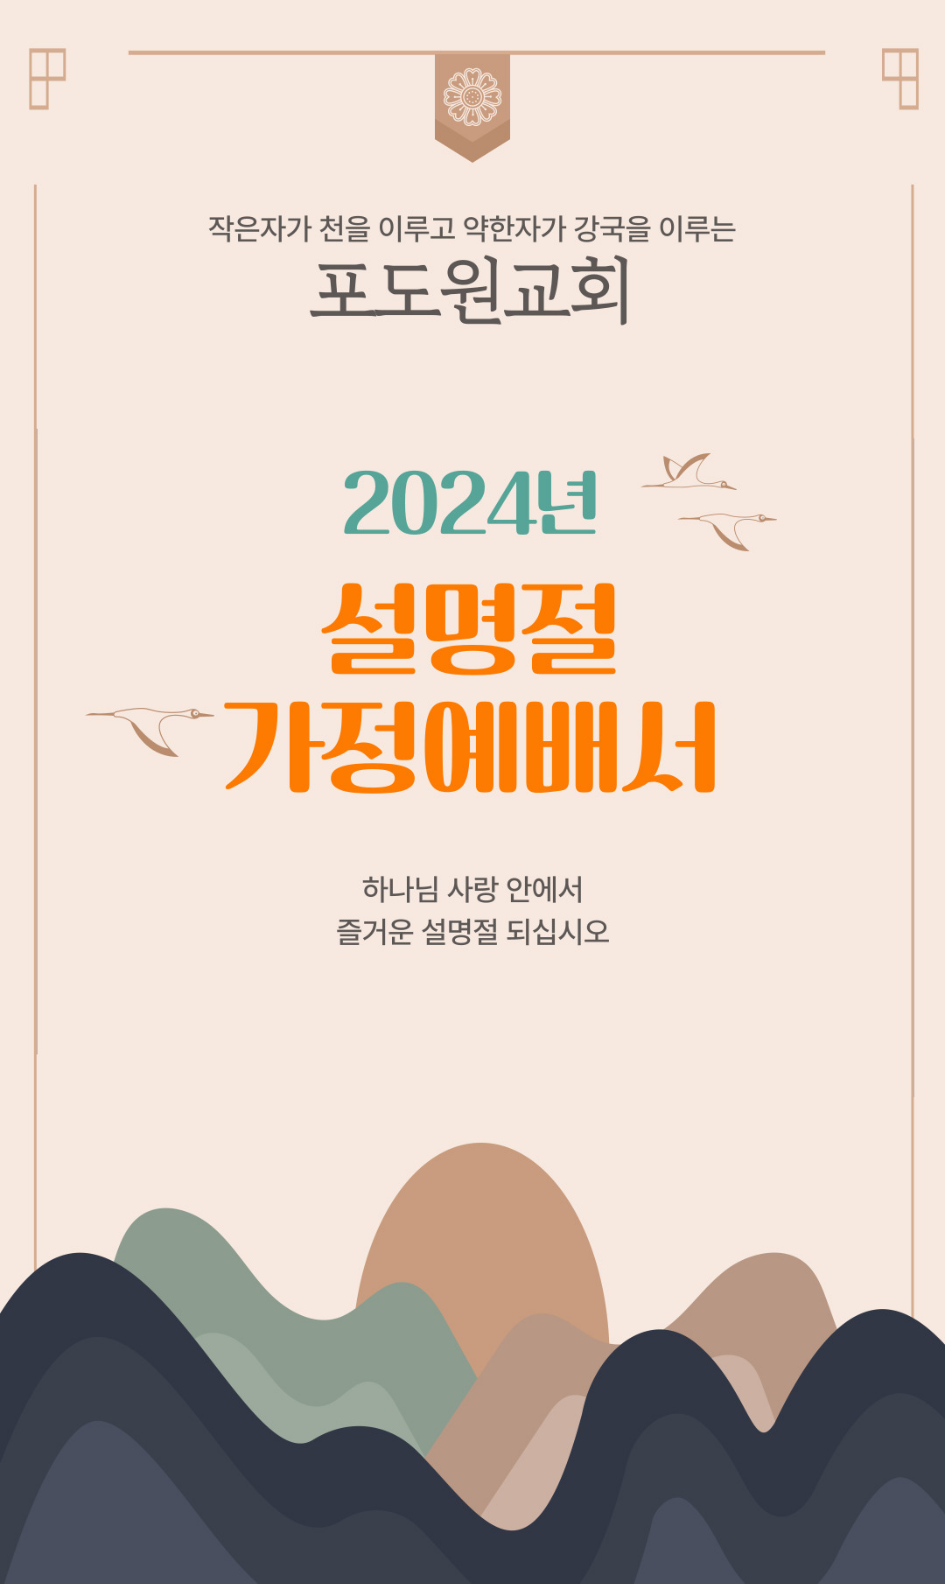 작은자가 천을 이루고 약한자가 강국을 이루는
포도원교회
2024년
설명절
가정예배서
하나님 사랑 안에서
즐거운 설명절 되십시오